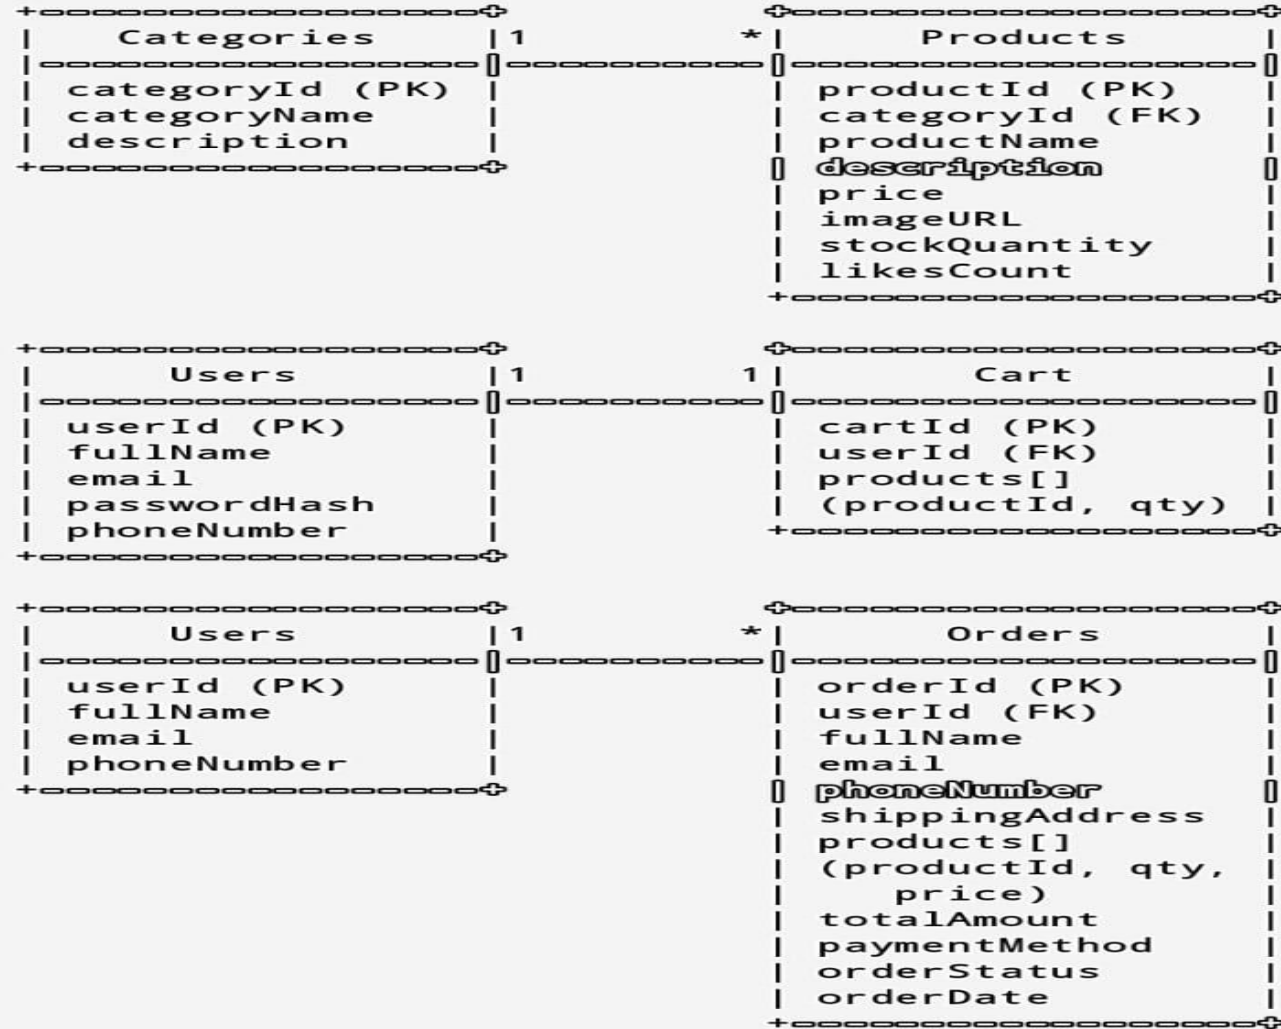 Categories
1
*
Products
categoryId (PK)
categoryName
description
productId (PK)
categoryId (FK)
productName
description
price
imageURL
stockQuantity
likesCount
Users
1
1
Cart
userId (PK)
fullName
email
passwordHash
phoneNumber
cartId (PK)
userId (FK)
products[]
(productId, qty)
Users
1
*
Orders
userId (PK)
fullName
email
phoneNumber
orderId (PK)
userId (FK)
fullName
email
phoneNumber
shippingAddress
products[]
(productId, qty,
price)
totalAmount
paymentMethod
orderStatus
orderDate